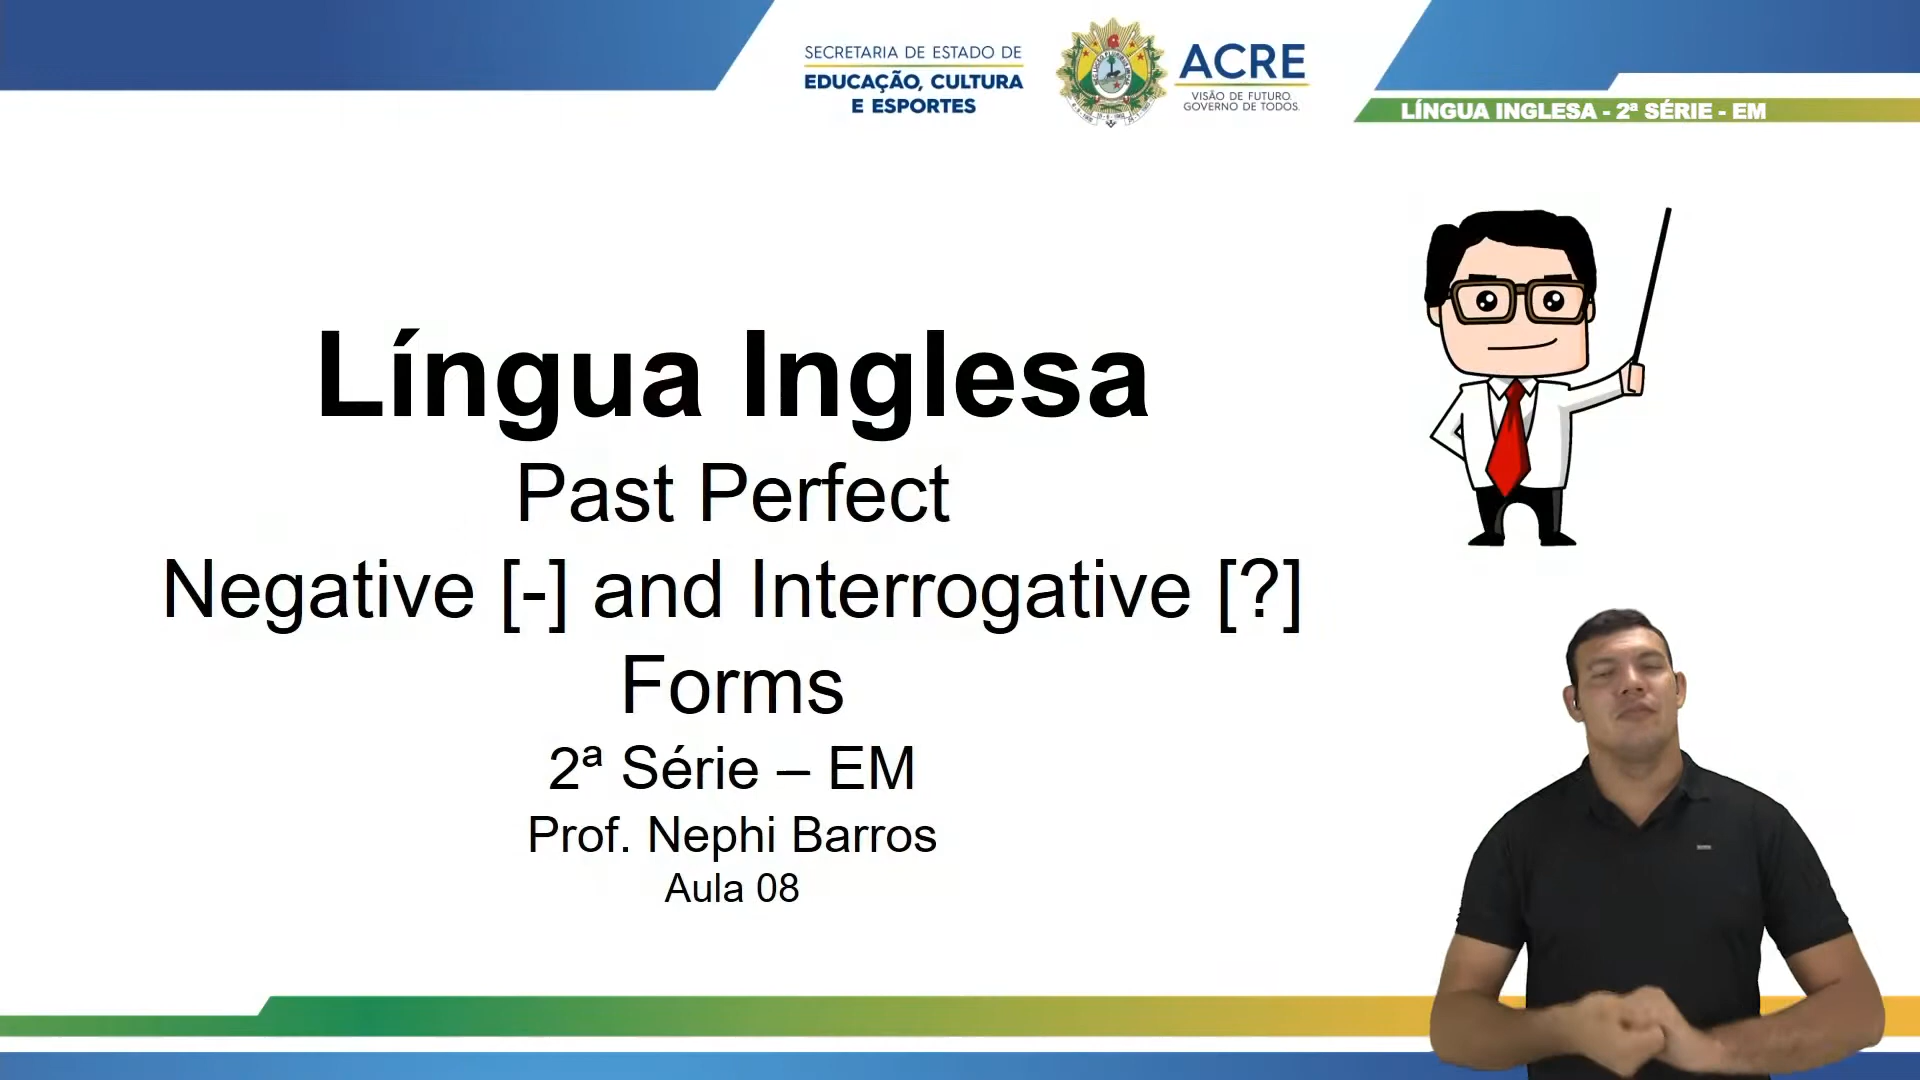 SECRETARIA DE ESTADO DE
EDUCAÇÃO, CULTURA
E ESPORTES
ACRE
VISÃO DE FUTURO.
GOVERNO DE TODOS.
LÍNGUA INGLESA - 2ª SÉRIE - EM
Língua Inglesa
Past Perfect
Negative [-] and Interrogative [?]
Forms
2ª Série – EM
Prof. Nephi Barros
Aula 08